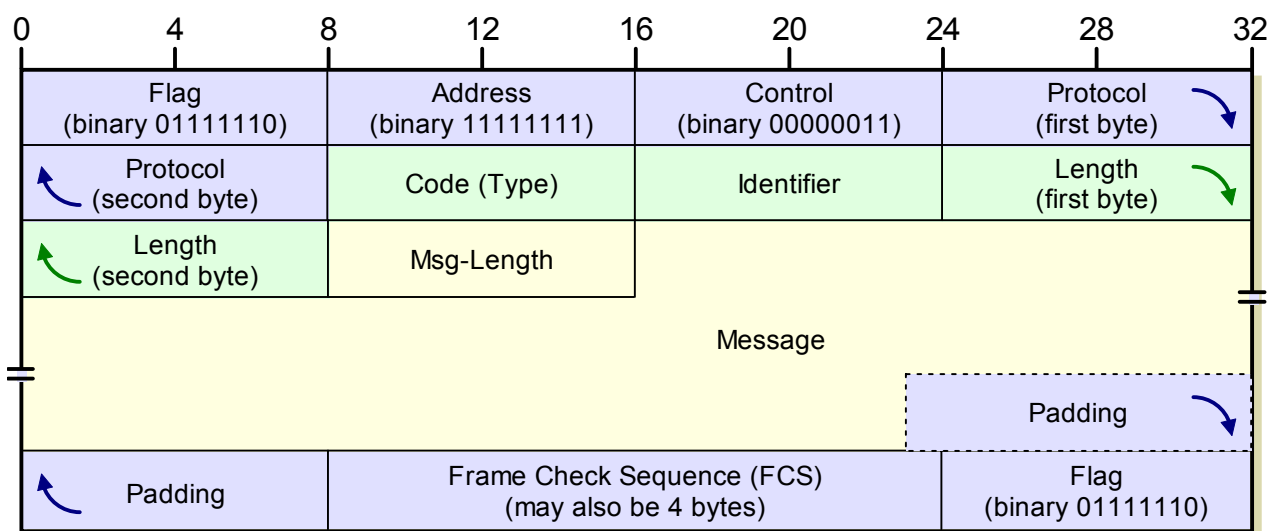 0 4 8 12 16 20 24 28 32
Flag
(binary 01111110)
Address
(binary 11111111)
Control
(binary 00000011)
Protocol
(first byte)
Protocol
(second byte)
Code (Type)
Identifier
Length
(first byte)
Length
(second byte)
Msg-Length
Message
Padding
Padding
Frame Check Sequence (FCS)
(may also be 4 bytes)
Flag
(binary 01111110)